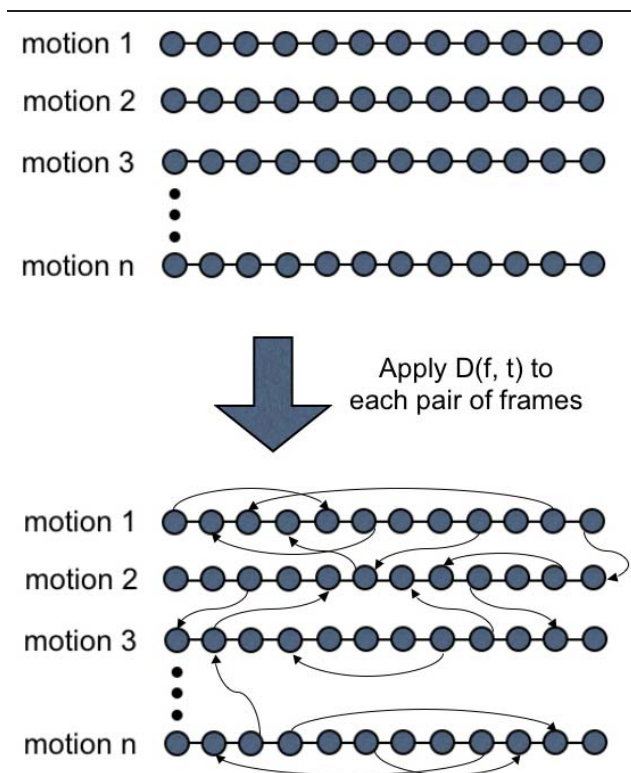 motion 1
motion 2
motion 3
motion n
Apply D(f, t) to
each pair of frames
motion 1
motion 2
motion 3
motion n